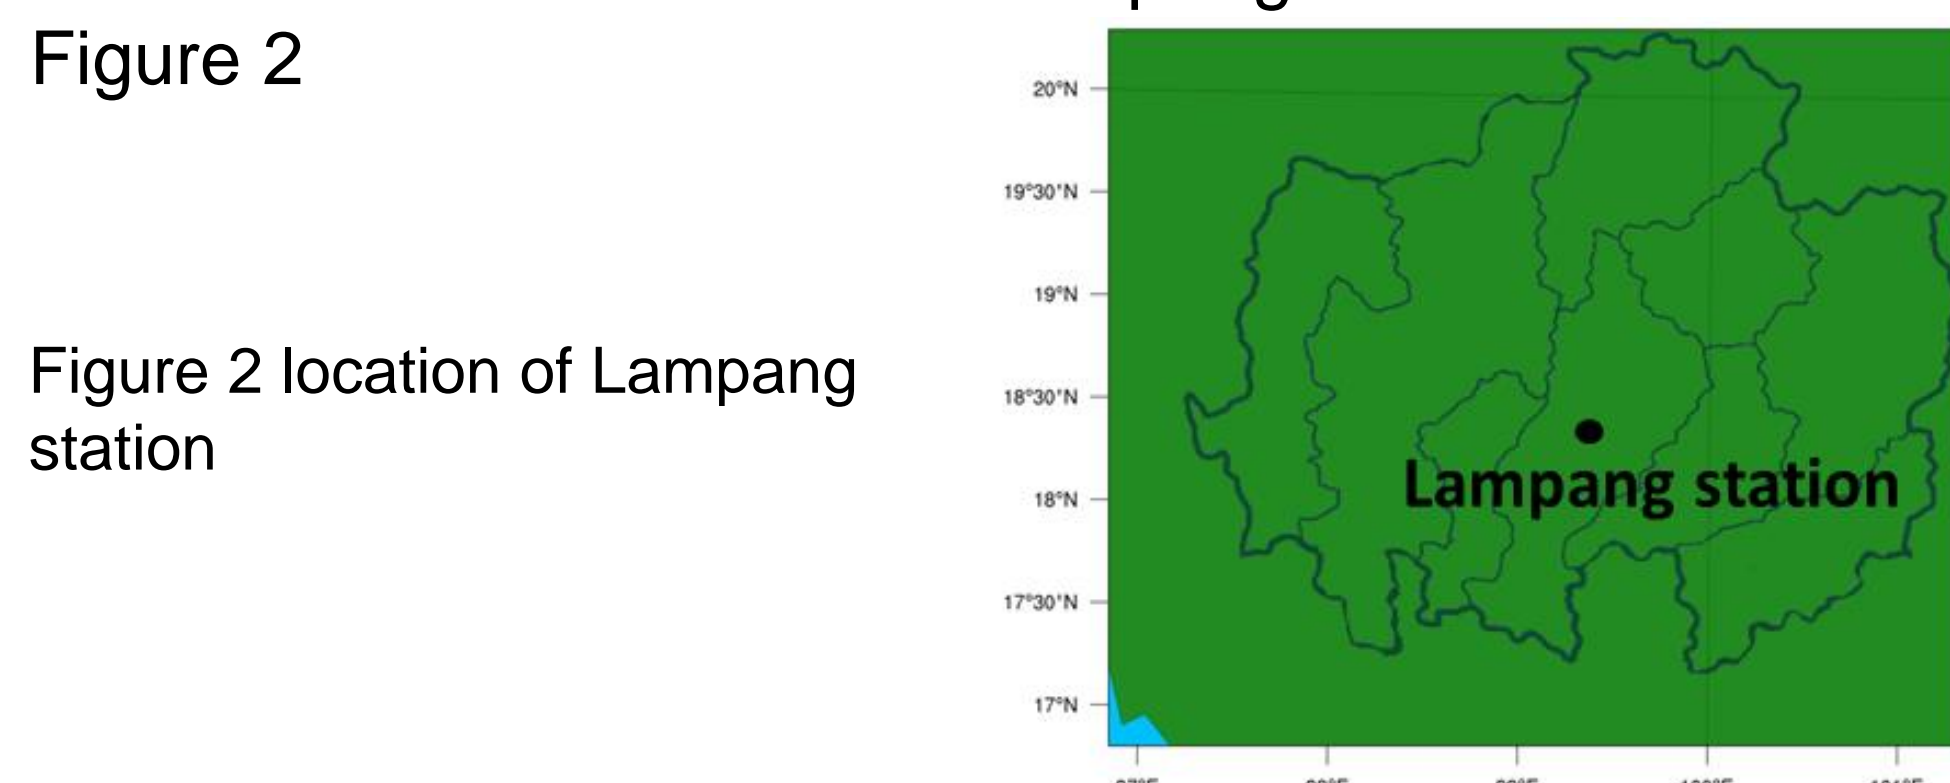 Figure 2
Figure 2 location of Lampang
station
20°N
19°30'N
19°N
18°30'N
18°N
17°30'N
17°N
Lampang station